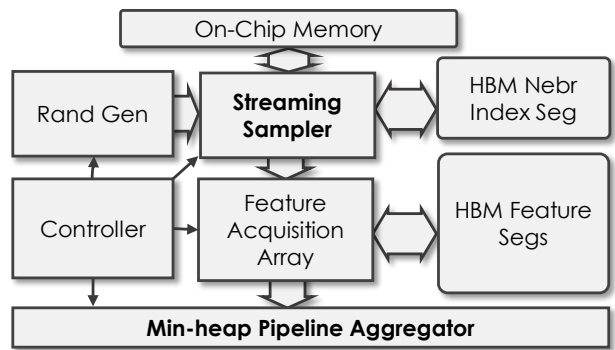 On-Chip Memory
Rand Gen
Streaming
Sampler
HBM Nebr
Index Seg
Controller
Feature
Acquisition
Array
HBM Feature
Segs
Min-heap Pipeline Aggregator